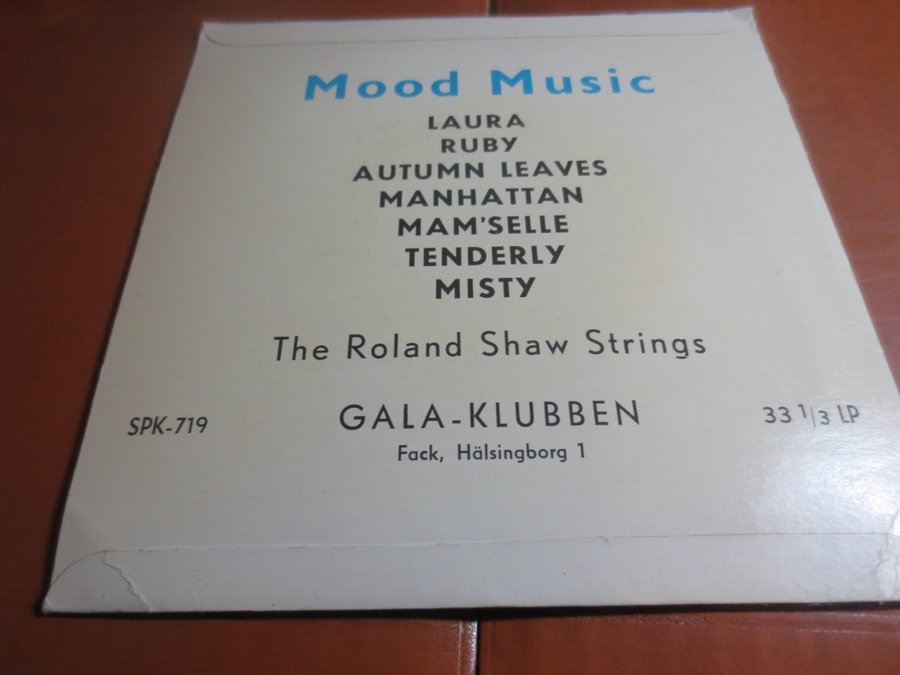 Mood Music
LAURA
RUBY
AUTUMN LEAVES
MANHATTAN
MAM'SELLE
TENDERLY
MISTY
The Roland Shaw Strings
SPK-719 GALA-KLUBBEN 33 1/3 LP
Fack, Hälsingborg 1